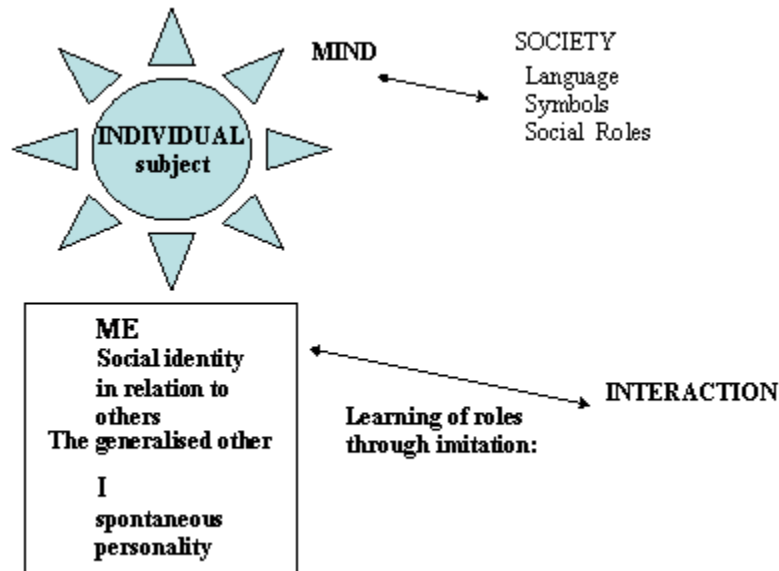 MIND
SOCIETY
Language
Symbols
Social Roles
INDIVIDUAL
subject
ME
Social identity
in relation to
others
The generalised other
I
spontaneous
personality
Learning of roles
through imitation:
INTERACTION